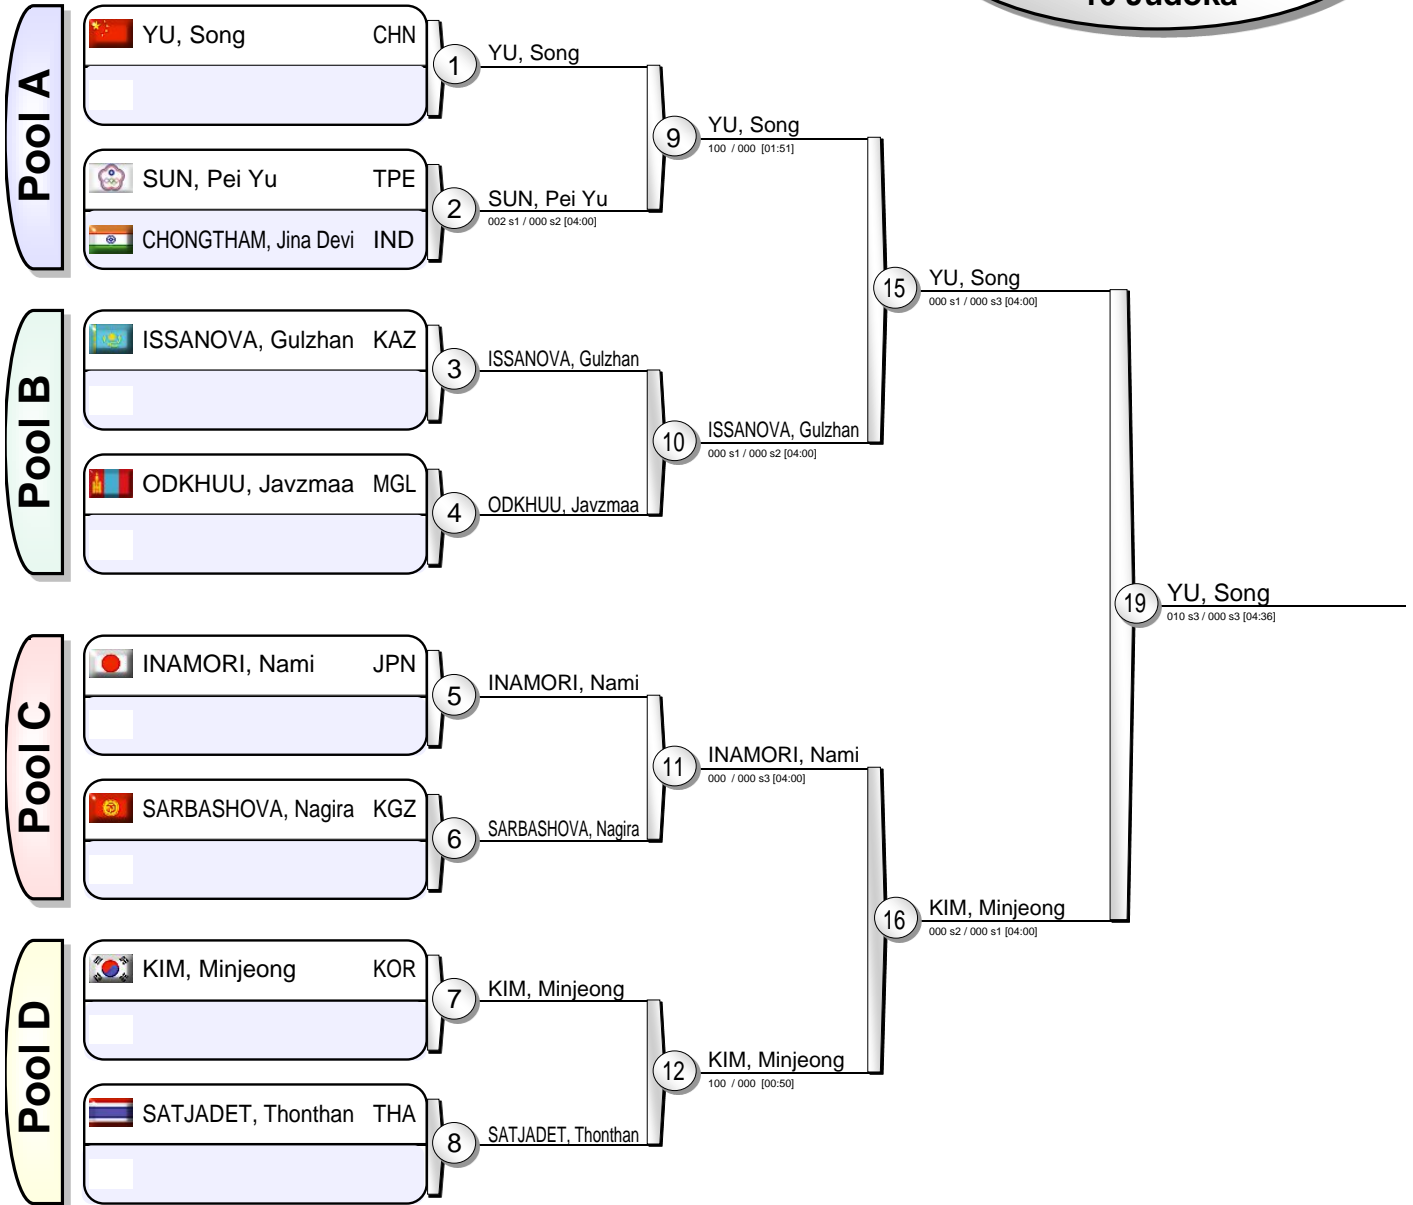 10 Judoka
Pool A
YU, Song CHN
1
YU, Song
SUN, Pei Yu TPE
CHONGTHAM, Jina Devi IND
2
SUN, Pei Yu
002 s1 / 000 s2 [04:00]
9
YU, Song
100 / 000 [01:51]
Pool B
ISSANOVA, Gulzhan KAZ
3
ISSANOVA, Gulzhan
ODKHUU, Javzmaa MGL
4
ODKHUU, Javzmaa
10
ISSANOVA, Gulzhan
000 s1 / 000 s2 [04:00]
15
YU, Song
000 s1 / 000 s3 [04:00]
Pool C
INAMORI, Nami JPN
5
INAMORI, Nami
SARBASHOVA, Nagira KGZ
6
SARBASHOVA, Nagira
11
INAMORI, Nami
000 / 000 s3 [04:00]
Pool D
KIM, Minjeong KOR
7
KIM, Minjeong
SATJADET, Thonthan THA
8
SATJADET, Thonthan
12
KIM, Minjeong
100 / 000 [00:50]
16
KIM, Minjeong
000 s2 / 000 s1 [04:00]
19
YU, Song
010 s3 / 000 s3 [04:36]